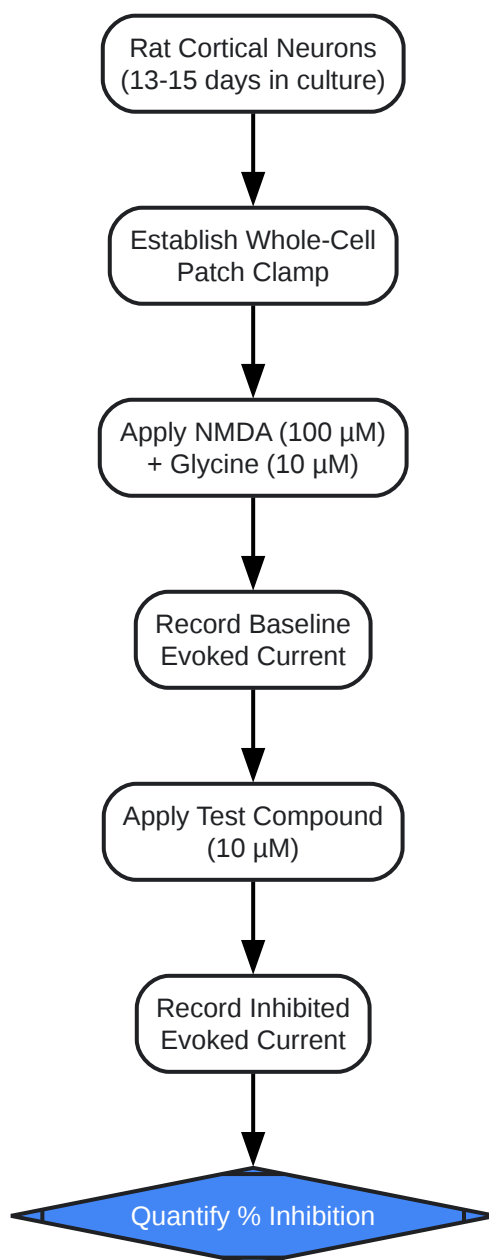 Rat Cortical Neurons
(13-15 days in culture)
Establish Whole-Cell
Patch Clamp
Apply NMDA (100 µM)
+ Glycine (10 µM)
Record Baseline
Evoked Current
Apply Test Compound
(10 µM)
Record Inhibited
Evoked Current
Quantify % Inhibition